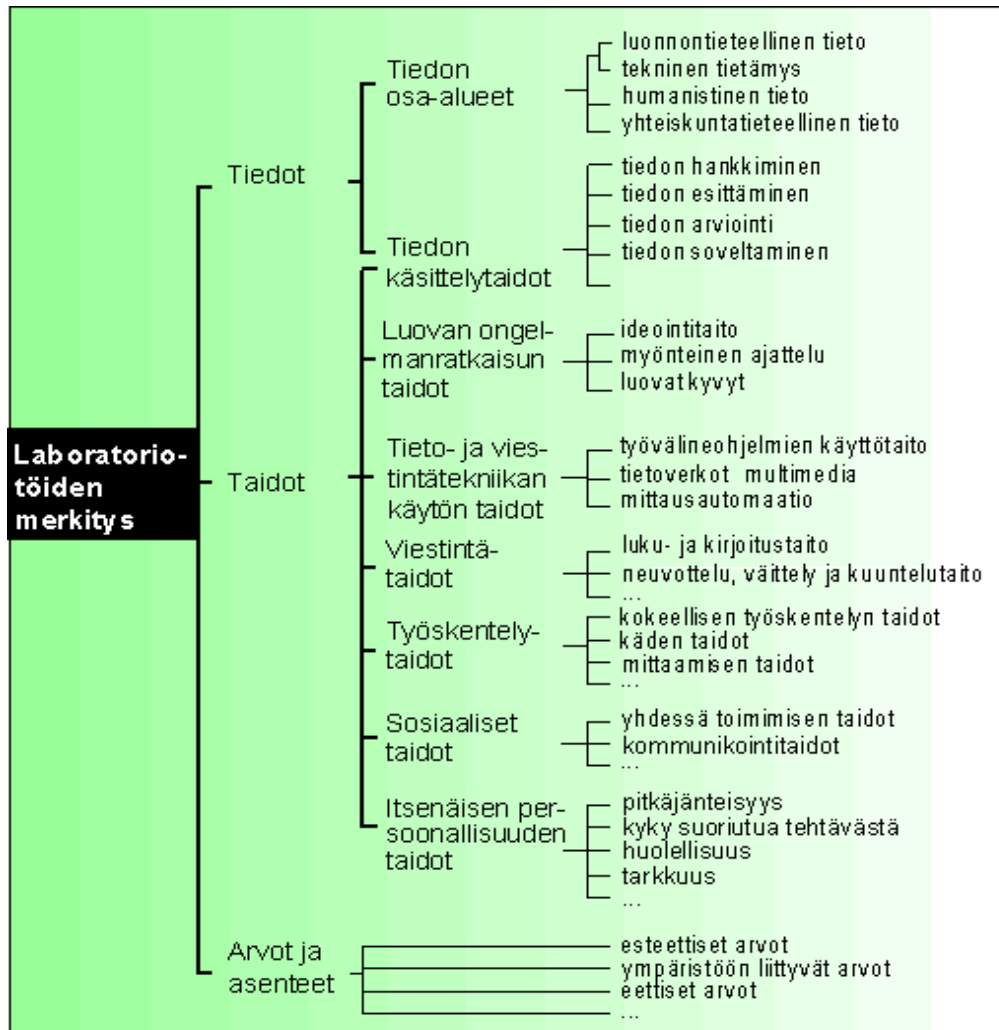 Laboratorio-
töiden
merkitys
Tiedot
Tiedon
osa-alueet
luonnontieteellinen tieto
tekninen tietämys
humanistinen tieto
yhteiskuntatieteellinen tieto
Tiedon
käsittelytaidot
tiedon hankkiminen
tiedon esittäminen
tiedon arviointi
tiedon soveltaminen
Taidot
Luovan ongel-
manratkaisun
taidot
ideointitaito
myönteinen ajattelu
luovat kyvyt
Tieto- ja vies-
tintätekniikan
käytön taidot
työvälineohjelmien käyttötaito
tietoverkot multimedia
mittausautomaatio
Viestintä-
taidot
luku- ja kirjoitustaito
neuvottelu, väittely ja kuuntelutaito
...
Työskentely-
taidot
kokeellisen työskentelyn taidot
käden taidot
mittaamisen taidot
...
Sosiaaliset
taidot
yhdessä toimimisen taidot
kommunikointitaidot
...
Itsenäisen per-
soonallisuuden
taidot
pitkäjänteisyys
kyky suoriutua tehtävästä
huolellisuus
tarkkuus
...
Arvot ja
asenteet
esteettiset arvot
ympäristöön liittyvät arvot
eettiset arvot
...